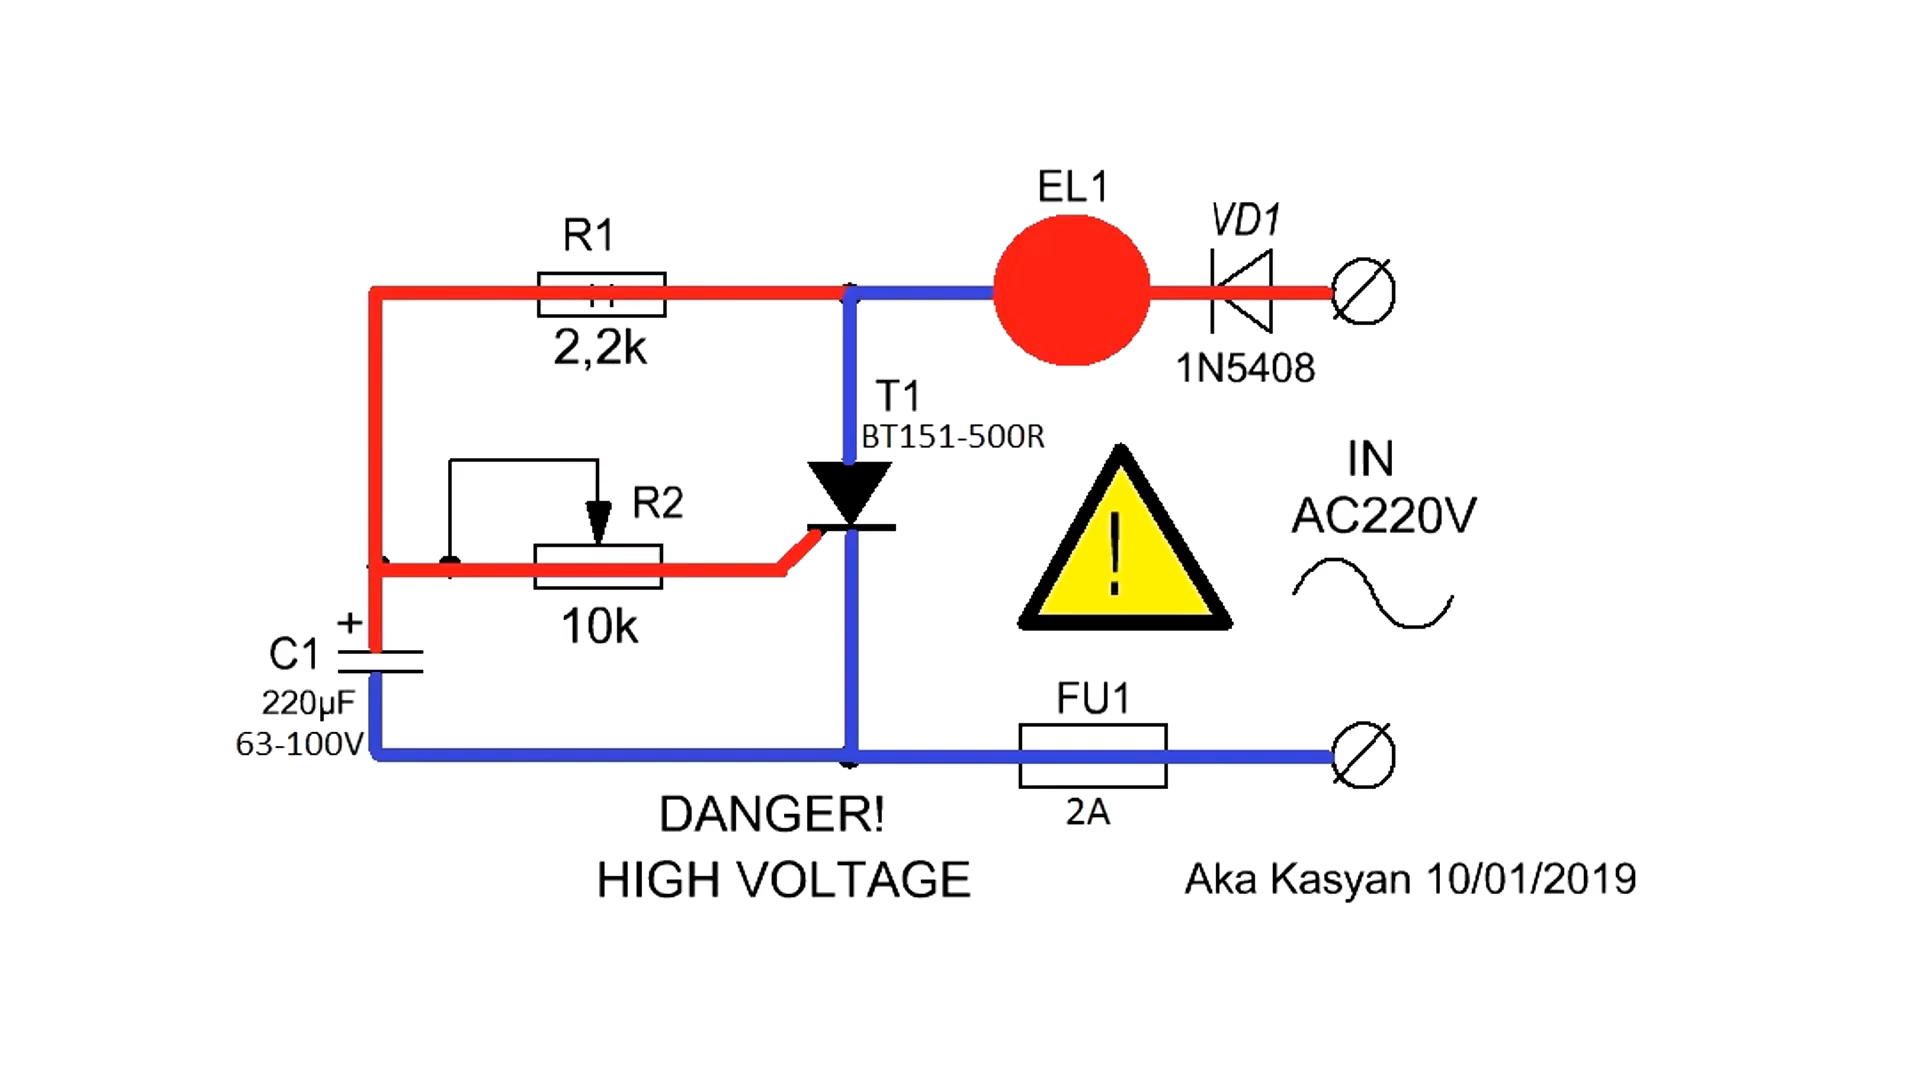 EL1
VD1
R1
2,2k
1N5408
T1
BT151-500R
IN
AC220V
R2
10k
!
+
C1
220µF
63-100V
FU1
2A
DANGER!
HIGH VOLTAGE
Aka Kasyan 10/01/2019